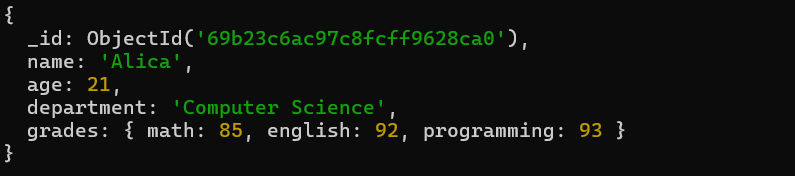 {
  _id: ObjectId('69b23c6ac97c8fcff9628ca0'),
  name: 'Alica',
  age: 21,
  department: 'Computer Science',
  grades: { math: 85, english: 92, programming: 93 }
}